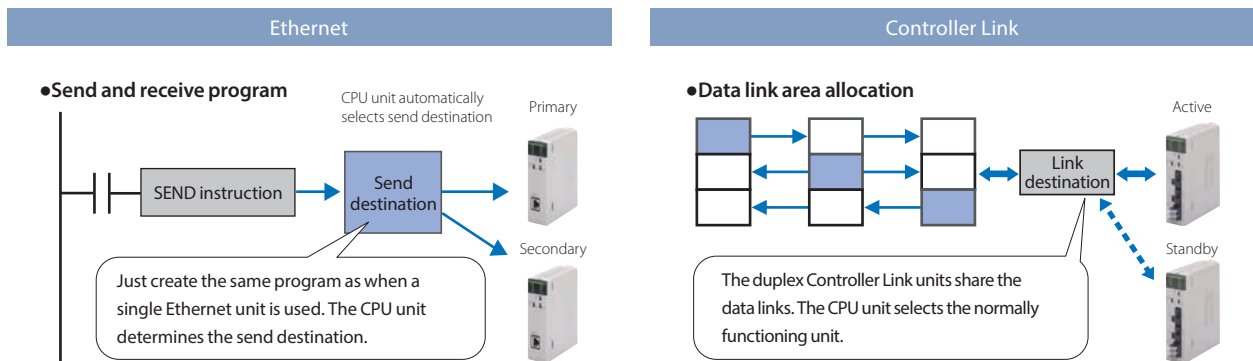 Ethernet
●Send and receive program
CPU unit automatically
selects send destination
Primary
SEND instruction
Send
destination
Secondary
Just create the same program as when a
single Ethernet unit is used. The CPU unit
determines the send destination.
Controller Link
●Data link area allocation
Active
Link
destination
Standby
The duplex Controller Link units share the
data links. The CPU unit selects the normally
functioning unit.